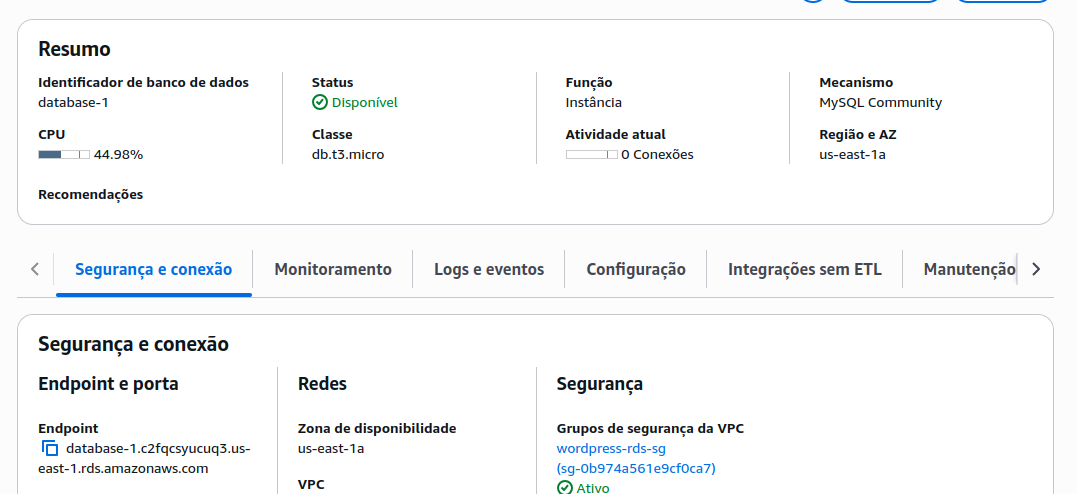 Resumo
Identificador de banco de dados
database-1
Status
Disponível
Função
Instância
Mecanismo
MySQL Community
CPU
44.98%
Classe
db.t3.micro
Atividade atual
0 Conexões
Região e AZ
us-east-1a
Recomendações
Segurança e conexão
Monitoramento
Logs e eventos
Configuração
Integrações sem ETL
Manutenção
Segurança e conexão
Endpoint e porta
Endpoint
database-1.c2fqcsyucuq3.us-
east-1.rds.amazonaws.com
Redes
Zona de disponibilidade
us-east-1a
VPC
Segurança
Grupos de segurança da VPC
wordpress-rds-sg
(sg-0b974a561e9cf0ca7)
Ativo